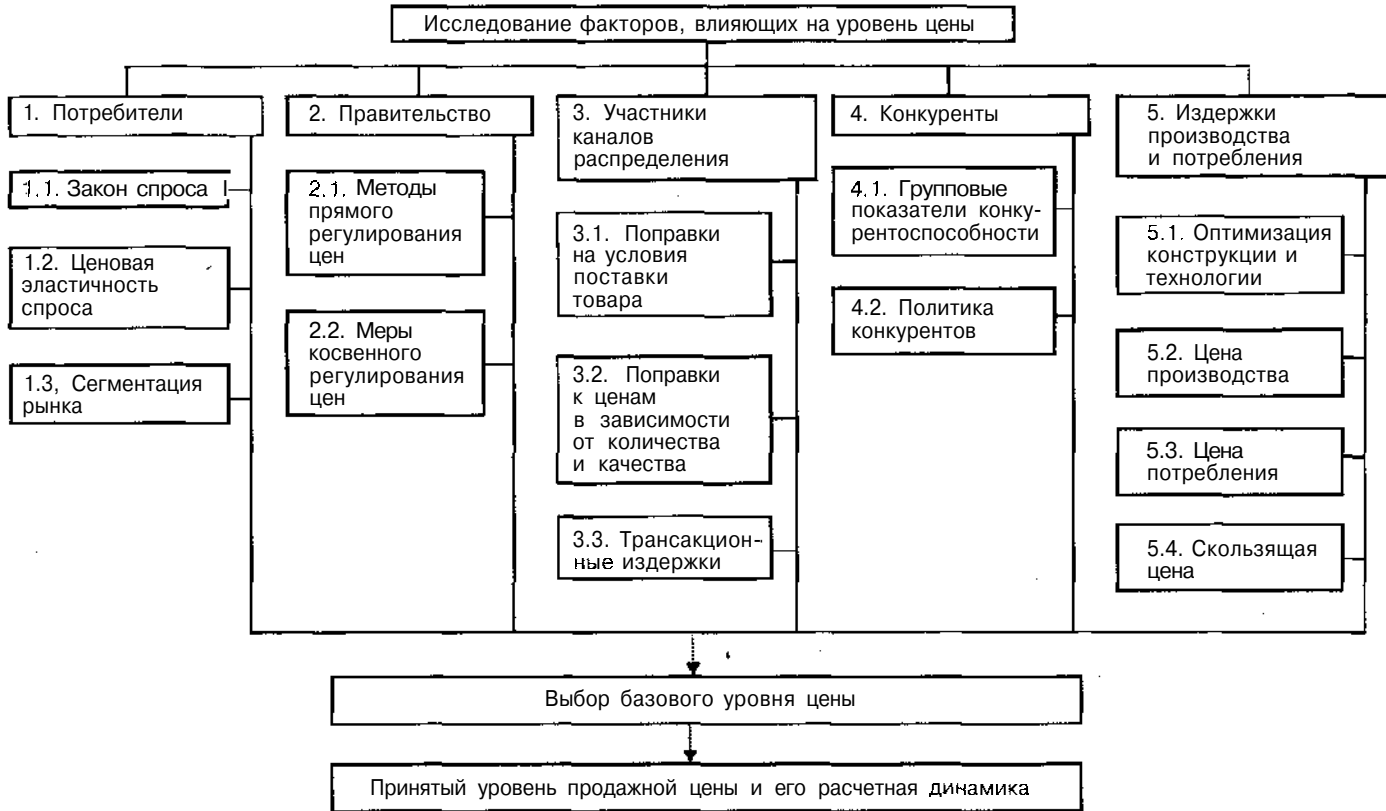 Исследование факторов, влияющих на уровень цены
1. Потребители
1.1. Закон спроса
1.2. Ценовая
эластичность
спроса
1.3, Сегментация
рынка
2. Правительство
2.1. Методы
прямого
регулирования
цен
2.2. Меры
косвенного
регулирования
цен
3. Участники
каналов
распределения
3.1. Поправки
на условия
поставки
товара
3.2. Поправки
к ценам
в зависимости
от количества
и качества
3.3. Трансакцион-
ные издержки
4. Конкуренты
4.1. Групповые
показатели конку-
рентоспособности
4.2. Политика
конкурентов
5. Издержки
производства
и потребления
5.1. Оптимизация
конструкции и
технологии
5.2. Цена
производства
5.3. Цена
потребления
5.4. Скользящая
цена
Выбор базового уровня цены
Принятый уровень продажной цены и его расчетная динамика